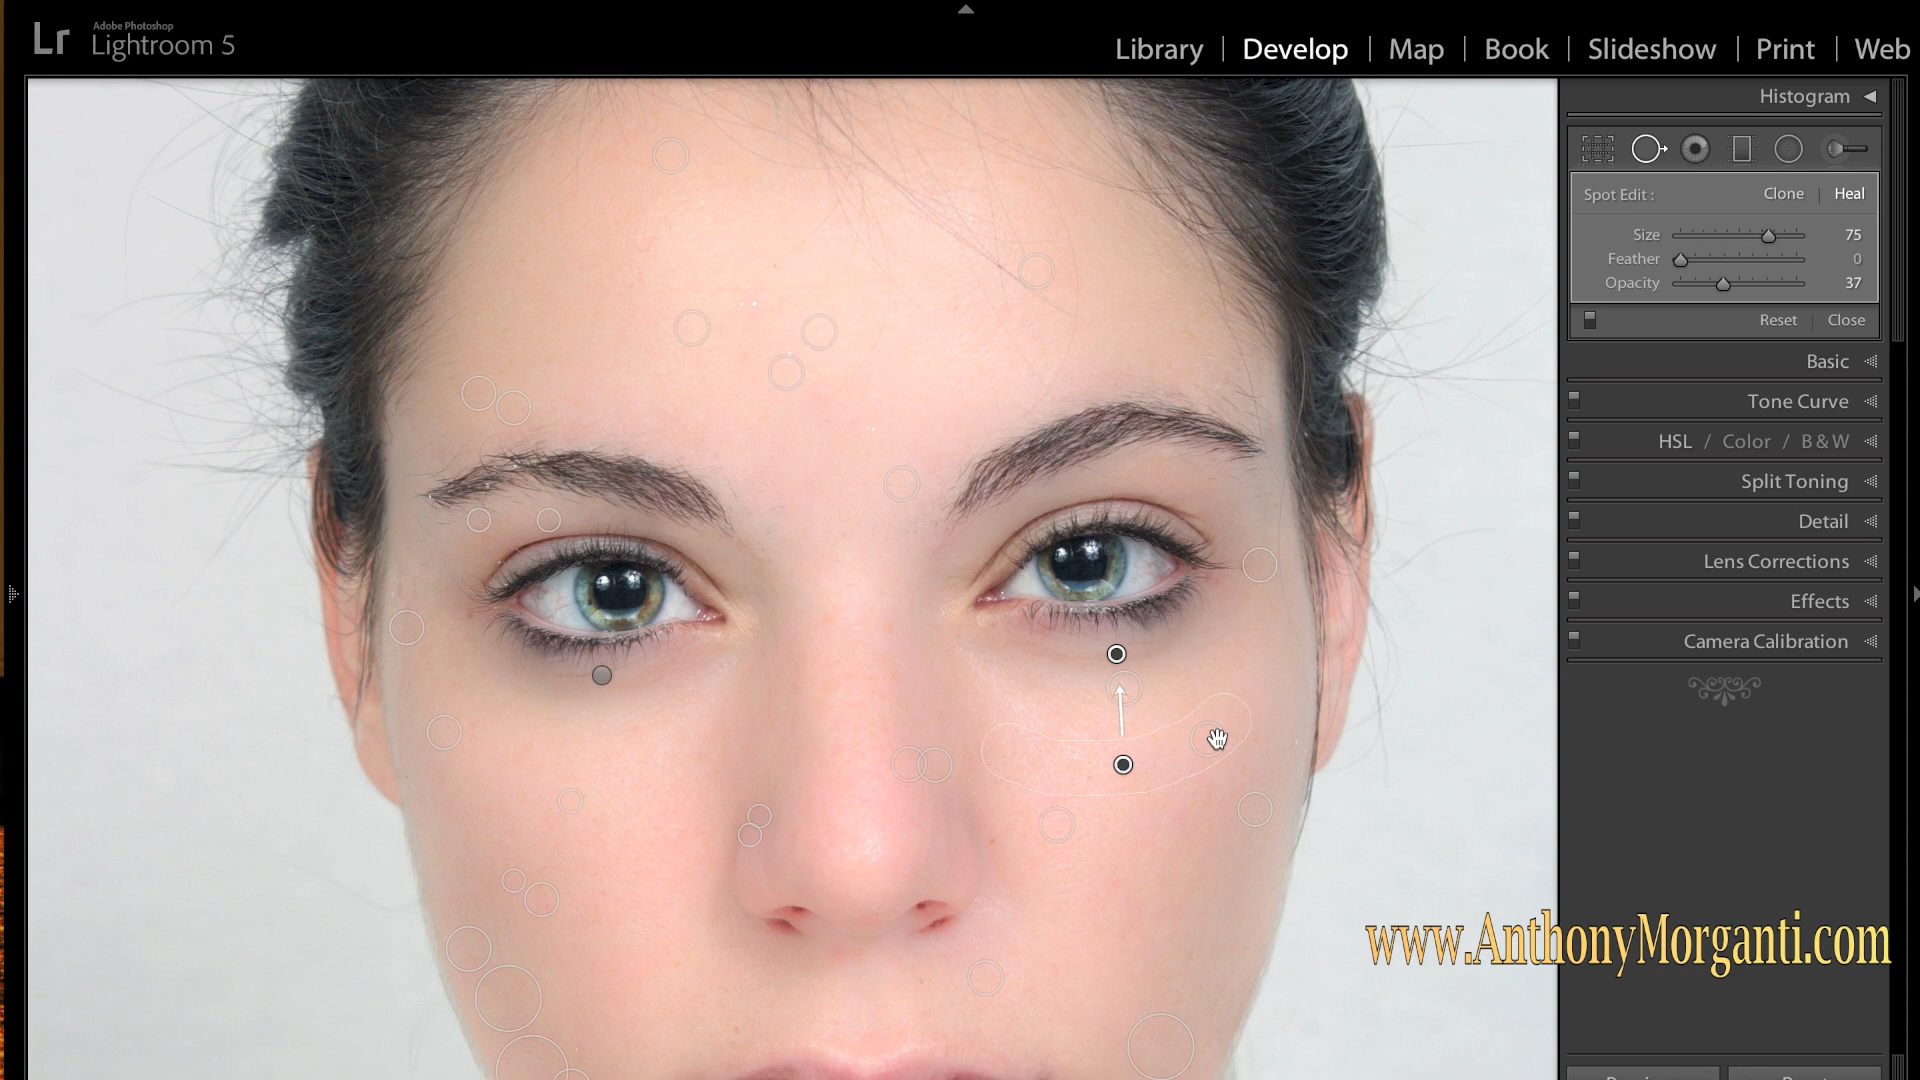 Lr
Adobe Photoshop
Lightroom 5
Library | Develop | Map | Book | Slideshow | Print | Web
Histogram
Spot Edit : Clone | Heal
Size 75
Feather 0
Opacity 37
Reset | Close
Basic
Tone Curve
HSL / Color / B & W
Split Toning
Detail
Lens Corrections
Effects
Camera Calibration
www.AnthonyMorganti.com